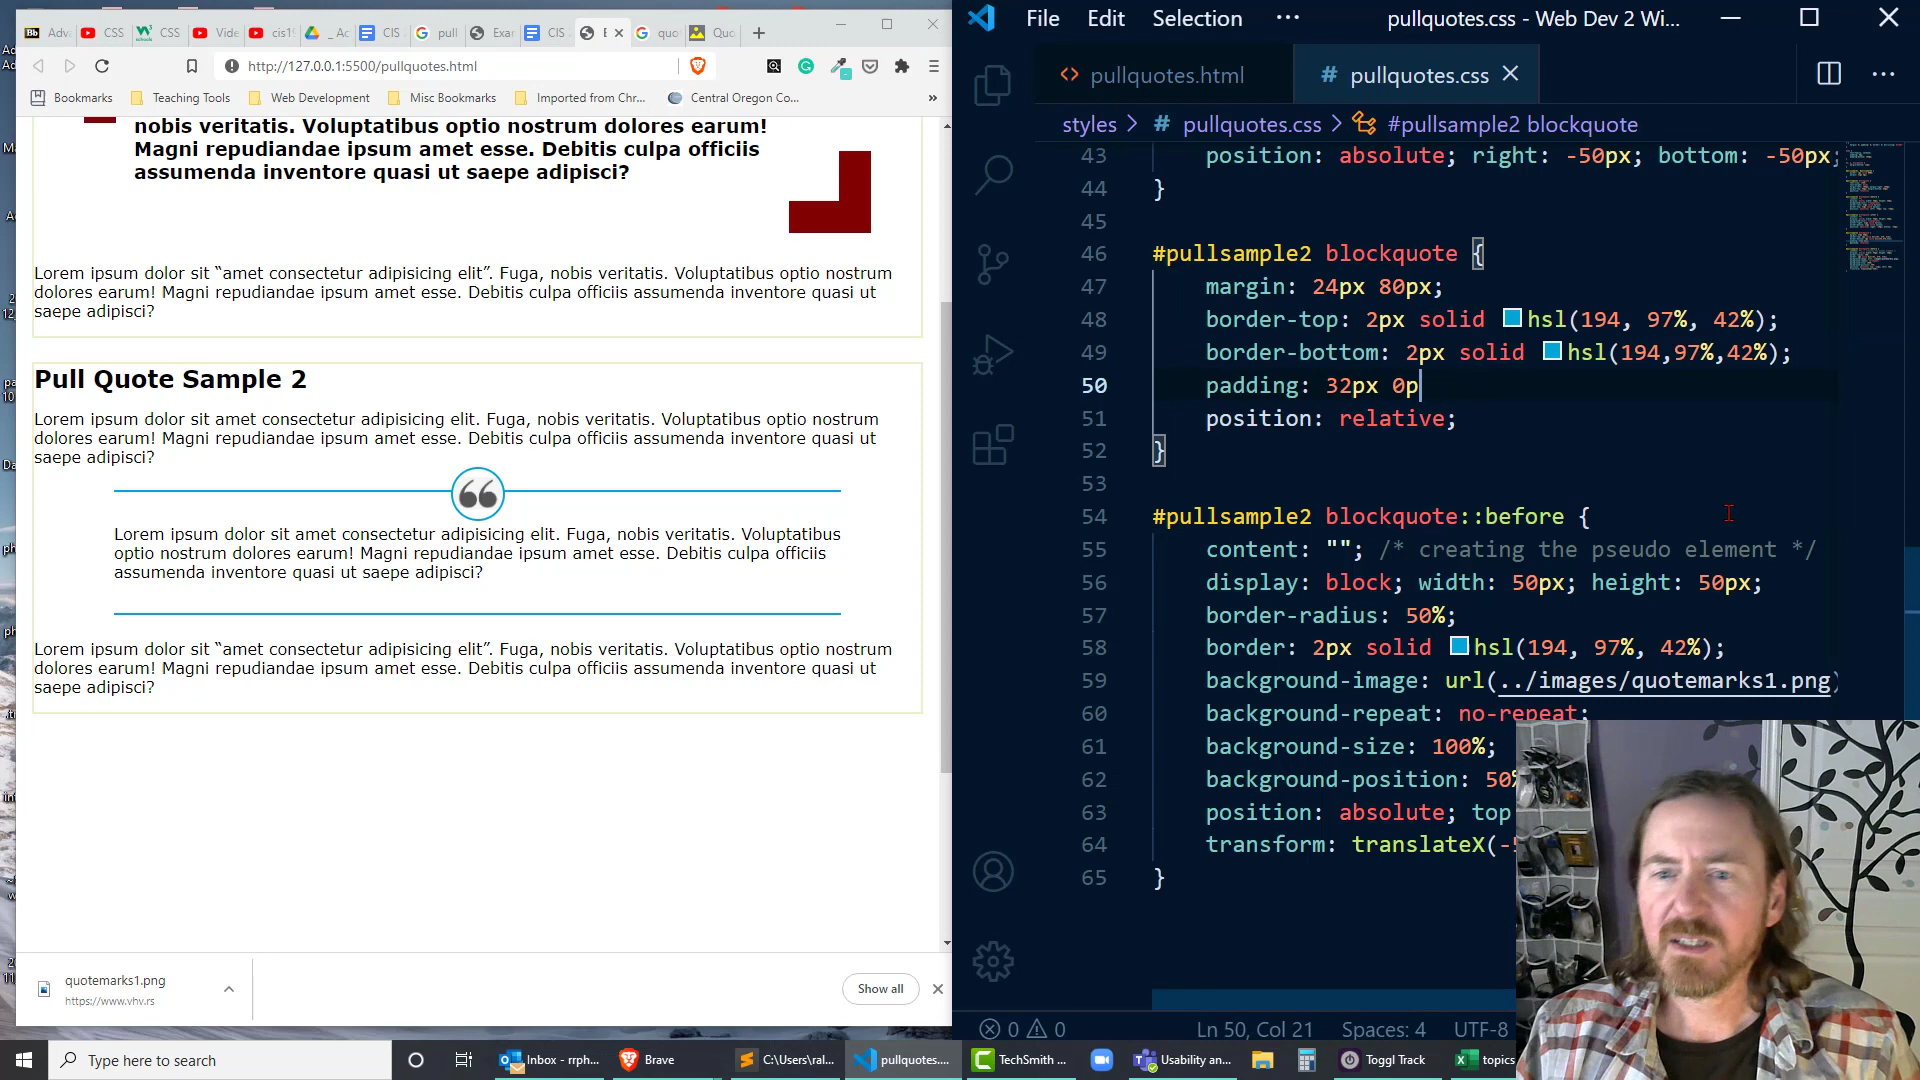 Bb Adva
CSS
CSS
Vide
cis1
_ Ac
CIS
pull
Exar
CIS
E
quo
Quo
http://127.0.0.1:5500/pullquotes.html
Bookmarks
Teaching Tools
Web Development
Misc Bookmarks
Imported from Chr...
Central Oregon Co...
»
nobis veritatis. Voluptatibus optio nostrum dolores earum!
Magni repudiandae ipsum amet esse. Debitis culpa officiis
assumenda inventore quasi ut saepe adipisci?
Lorem ipsum dolor sit “amet consectetur adipisicing elit”. Fuga, nobis veritatis. Voluptatibus optio nostrum
dolores earum! Magni repudiandae ipsum amet esse. Debitis culpa officiis assumenda inventore quasi ut
saepe adipisci?
Pull Quote Sample 2
Lorem ipsum dolor sit amet consectetur adipisicing elit. Fuga, nobis veritatis. Voluptatibus optio nostrum
dolores earum! Magni repudiandae ipsum amet esse. Debitis culpa officiis assumenda inventore quasi ut
saepe adipisci?
Lorem ipsum dolor sit amet consectetur adipisicing elit. Fuga, nobis veritatis. Voluptatibus
optio nostrum dolores earum! Magni repudiandae ipsum amet esse. Debitis culpa officiis
assumenda inventore quasi ut saepe adipisci?
Lorem ipsum dolor sit “amet consectetur adipisicing elit”. Fuga, nobis veritatis. Voluptatibus optio nostrum
dolores earum! Magni repudiandae ipsum amet esse. Debitis culpa officiis assumenda inventore quasi ut
saepe adipisci?
quotemarks1.png
https://www.vhv.rs
Show all
File Edit Selection ···
pullquotes.css - Web Dev 2 Wi...
<> pullquotes.html
# pullquotes.css
styles > # pullquotes.css > #pullsample2 blockquote
43 position: absolute; right: -50px; bottom: -50px;
44 }
45
46 #pullsample2 blockquote {
47 margin: 24px 80px;
48 border-top: 2px solid hsl(194, 97%, 42%);
49 border-bottom: 2px solid hsl(194,97%,42%);
50 padding: 32px 0p
51 position: relative;
52 }
53
54 #pullsample2 blockquote::before {
55 content: ""; /* creating the pseudo element */
56 display: block; width: 50px; height: 50px;
57 border-radius: 50%;
58 border: 2px solid hsl(194, 97%, 42%);
59 background-image: url(../images/quotemarks1.png)
60 background-repeat: no-repeat;
61 background-size: 100%;
62 background-position: 50%
63 position: absolute; top
64 transform: translateX(-
65 }
0 0
Ln 50, Col 21
Spaces: 4
UTF-8
Type here to search
Inbox - rrph...
Brave
C:\Users\ral...
pullquotes....
TechSmith ...
Usability an...
Toggl Track
topics